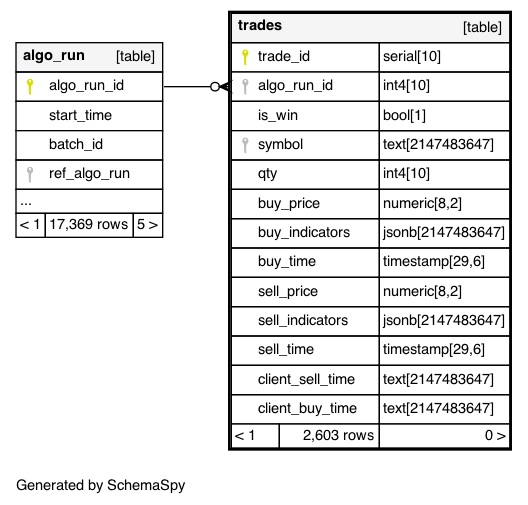 algo_run [table]
algo_run_id
start_time
batch_id
ref_algo_run
...
< 1 17,369 rows 5 >
trades [table]
trade_id serial[10]
algo_run_id int4[10]
is_win bool[1]
symbol text[2147483647]
qty int4[10]
buy_price numeric[8,2]
buy_indicators jsonb[2147483647]
buy_time timestamp[29,6]
sell_price numeric[8,2]
sell_indicators jsonb[2147483647]
sell_time timestamp[29,6]
client_sell_time text[2147483647]
client_buy_time text[2147483647]
< 1 2,603 rows 0 >
Generated by SchemaSpy